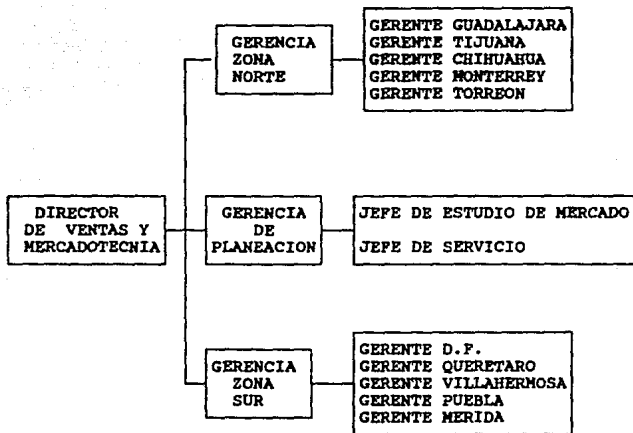 GERENCIA
ZONA
NORTE
GERENTE GUADALAJARA
GERENTE TIJUANA
GERENTE CHIHUAHUA
GERENTE MONTERREY
GERENTE TORREON
DIRECTOR
DE VENTAS Y
MERCADOTECNIA
GERENCIA
DE
PLANEACION
JEFE DE ESTUDIO DE MERCADO
JEFE DE SERVICIO
GERENCIA
ZONA
SUR
GERENTE D.F.
GERENTE QUERETARO
GERENTE VILLAHERMOSA
GERENTE PUEBLA
GERENTE MERIDA